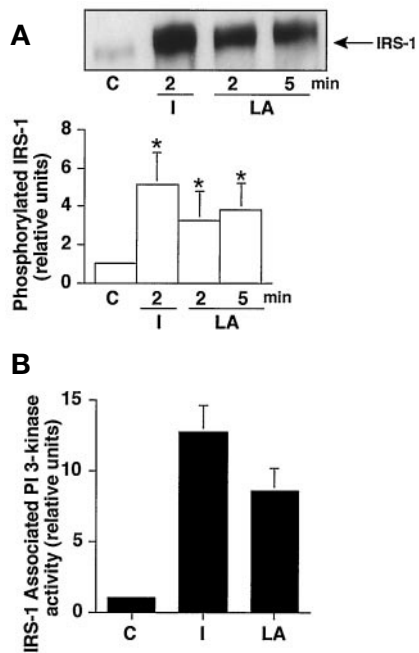 A
IRS-1
C 2 2 5 min
I LA
Phosphorylated IRS-1
(relative units)
8
6
4
2
0
* * *
C 2 2 5 min
I LA
B
IRS-1 Associated PI 3-kinase
activity (relative units)
15
10
5
0
C I LA